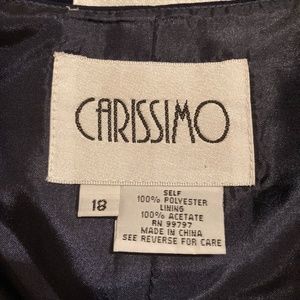 CARISSIMO
18
SELF
100% POLYESTER
LINING
100% ACETATE
RN 99797
MADE IN CHINA
SEE REVERSE FOR CARE